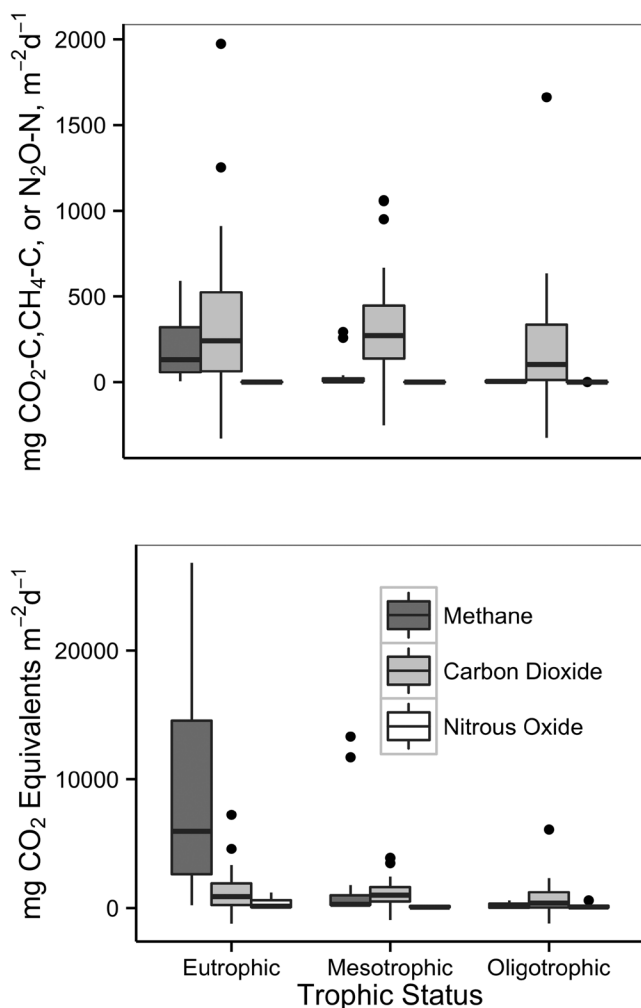 mg CO₂-C,CH₄-C, or N₂O-N, m⁻²d⁻¹
2000
1500
1000
500
0
mg CO₂ Equivalents m⁻²d⁻¹
20000
10000
0
Methane
Carbon Dioxide
Nitrous Oxide
Eutrophic Mesotrophic Oligotrophic
Trophic Status